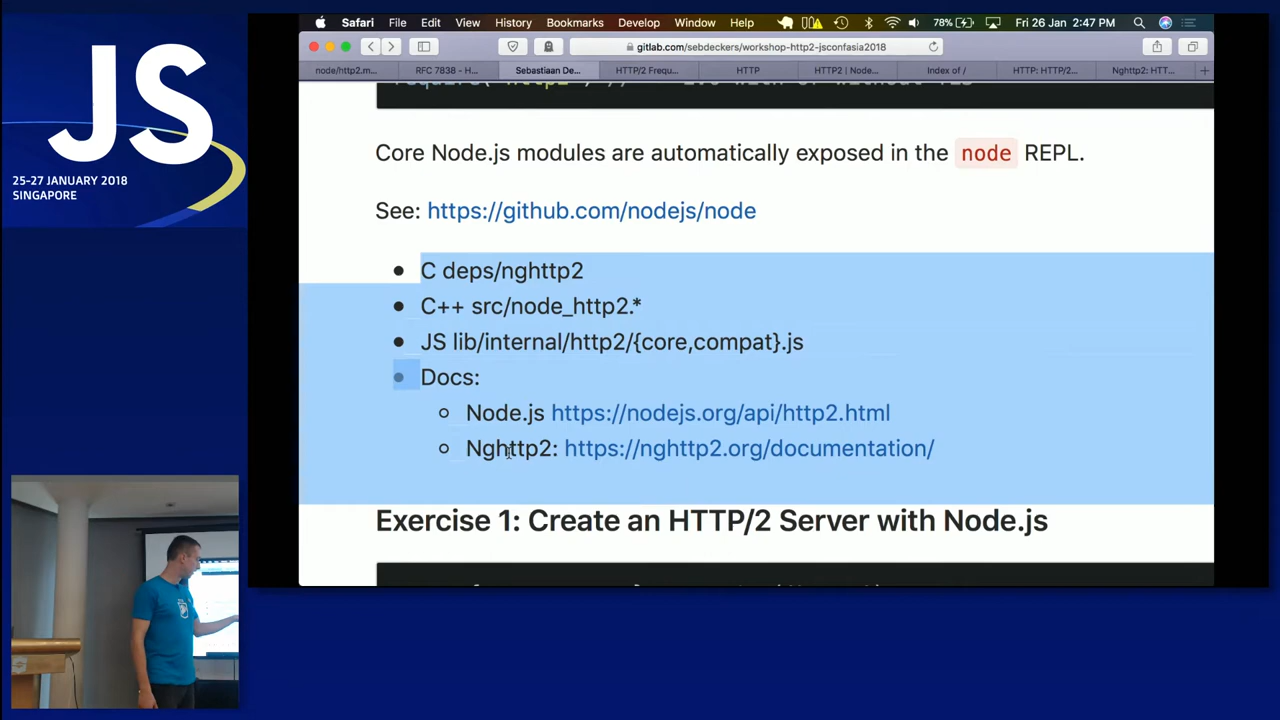 JS
25-27 JANUARY 2018
SINGAPORE
Safari File Edit View History Bookmarks Develop Window Help 78% Fri 26 Jan 2:47 PM
gitlab.com/sebdeckers/workshop-http2-jsconfasia2018
node/http2.m... RFC 7838 - H... Sebastiaan De... HTTP/2 Frequ... HTTP HTTP2 | Node... Index of / HTTP: HTTP/2... Nghttp2: HTT...
Core Node.js modules are automatically exposed in the node REPL.
See: https://github.com/nodejs/node
C deps/nghttp2
C++ src/node_http2.*
JS lib/internal/http2/{core,compat}.js
Docs:
Node.js https://nodejs.org/api/http2.html
Nghttp2: https://nghttp2.org/documentation/
Exercise 1: Create an HTTP/2 Server with Node.js